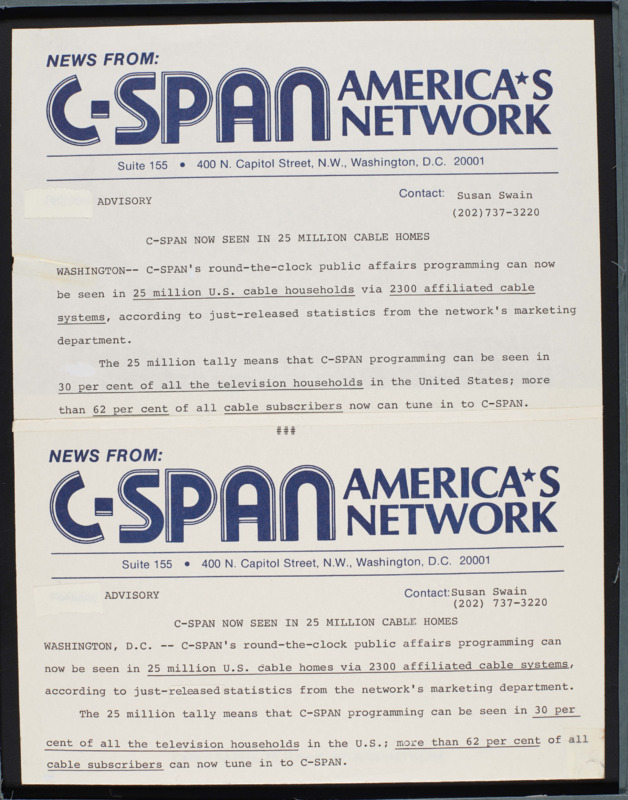 NEWS FROM:
C-SPAN AMERICA★S NETWORK
Suite 155 • 400 N. Capitol Street, N.W., Washington, D.C. 20001
ADVISORY
Contact: Susan Swain
(202)737-3220
C-SPAN NOW SEEN IN 25 MILLION CABLE HOMES
WASHINGTON-- C-SPAN's round-the-clock public affairs programming can now
be seen in 25 million U.S. cable households via 2300 affiliated cable
systems, according to just-released statistics from the network's marketing
department.
The 25 million tally means that C-SPAN programming can be seen in
30 per cent of all the television households in the United States; more
than 62 per cent of all cable subscribers now can tune in to C-SPAN.
###
NEWS FROM:
C-SPAN AMERICA★S NETWORK
Suite 155 • 400 N. Capitol Street, N.W., Washington, D.C. 20001
ADVISORY
Contact:Susan Swain
(202) 737-3220
C-SPAN NOW SEEN IN 25 MILLION CABLE HOMES
WASHINGTON, D.C. -- C-SPAN's round-the-clock public affairs programming can
now be seen in 25 million U.S. cable homes via 2300 affiliated cable systems,
according to just-released statistics from the network's marketing department.
The 25 million tally means that C-SPAN programming can be seen in 30 per
cent of all the television households in the U.S.; more than 62 per cent of all
cable subscribers can now tune in to C-SPAN.